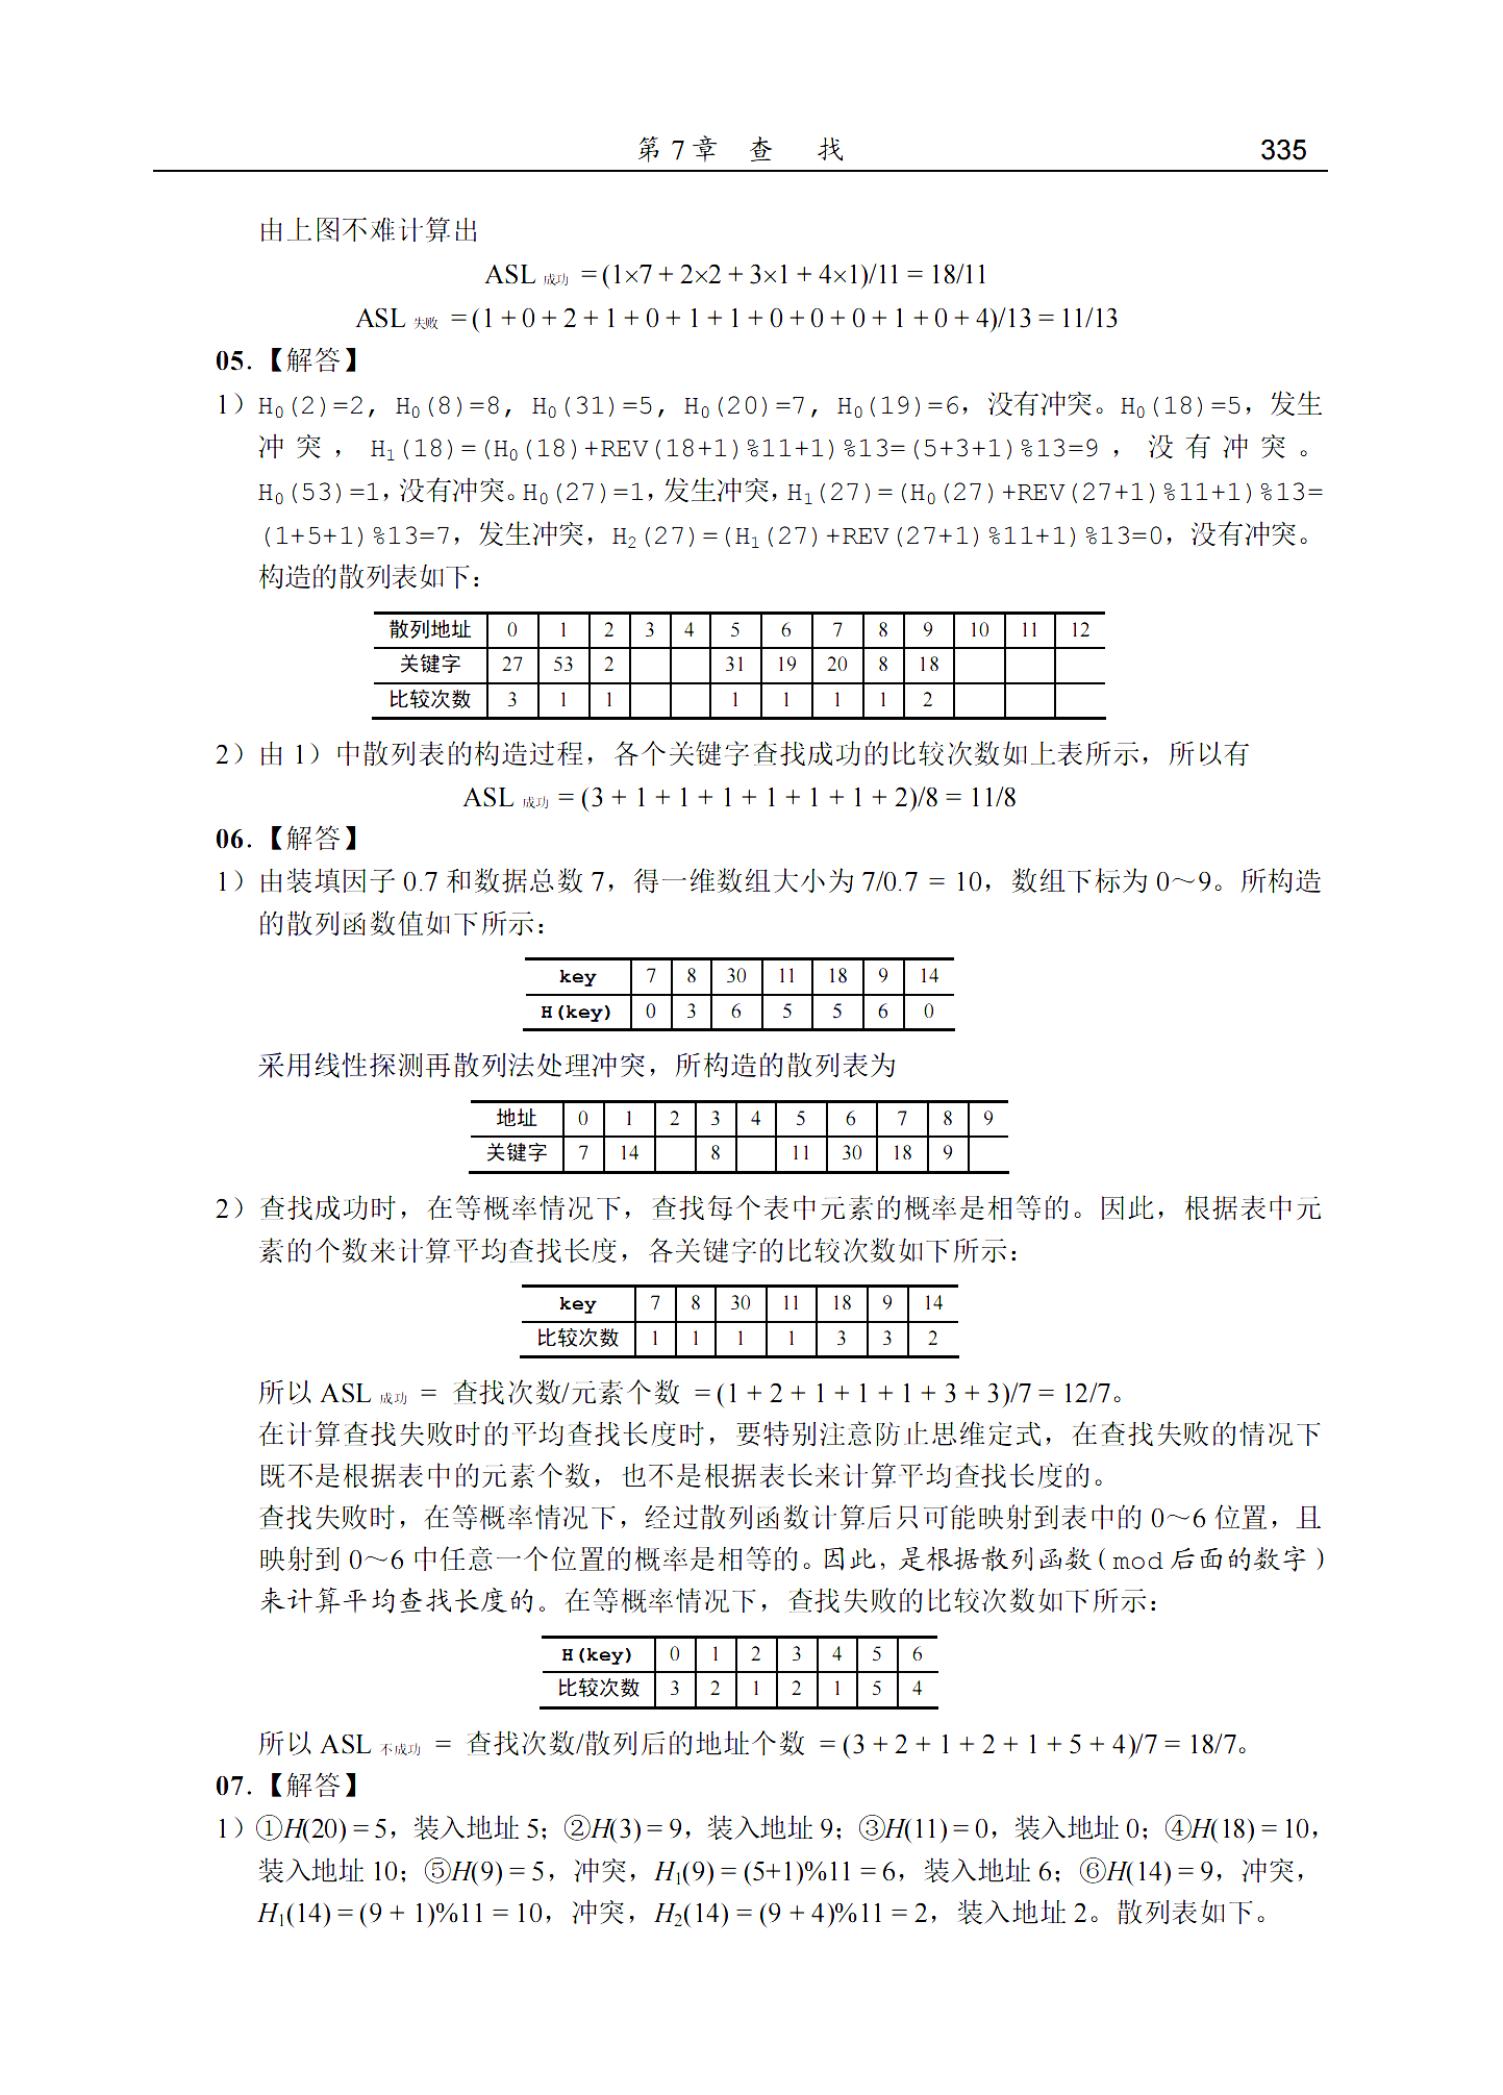 第 7 章 查 找 335
由上图不难计算出
ASL 成功 = (1×7 + 2×2 + 3×1 + 4×1)/11 = 18/11
ASL 失败 = (1 + 0 + 2 + 1 + 0 + 1 + 1 + 0 + 0 + 0 + 1 + 0 + 4)/13 = 11/13
05.【解答】
1）H₀(2)=2, H₀(8)=8, H₀(31)=5, H₀(20)=7, H₀(19)=6，没有冲突。H₀(18)=5，发生
冲突，H₁(18)=(H₀(18)+REV(18+1)%11+1)%13=(5+3+1)%13=9，没有冲突。
H₀(53)=1，没有冲突。H₀(27)=1，发生冲突，H₁(27)=(H₀(27)+REV(27+1)%11+1)%13=
(1+5+1)%13=7，发生冲突，H₂(27)=(H₁(27)+REV(27+1)%11+1)%13=0，没有冲突。
构造的散列表如下：
散列地址 0 1 2 3 4 5 6 7 8 9 10 11 12
关键字 27 53 2 31 19 20 8 18
比较次数 3 1 1 1 1 1 1 2
2）由 1）中散列表的构造过程，各个关键字查找成功的比较次数如上表所示，所以有
ASL 成功 = (3 + 1 + 1 + 1 + 1 + 1 + 1 + 2)/8 = 11/8
06.【解答】
1）由装填因子 0.7 和数据总数 7，得一维数组大小为 7/0.7 = 10，数组下标为 0～9。所构造
的散列函数值如下所示：
key 7 8 30 11 18 9 14
H(key) 0 3 6 5 5 6 0
采用线性探测再散列法处理冲突，所构造的散列表为
地址 0 1 2 3 4 5 6 7 8 9
关键字 7 14 8 11 30 18 9
2）查找成功时，在等概率情况下，查找每个表中元素的概率是相等的。因此，根据表中元
素的个数来计算平均查找长度，各关键字的比较次数如下所示：
key 7 8 30 11 18 9 14
比较次数 1 1 1 1 3 3 2
所以 ASL 成功 = 查找次数/元素个数 = (1 + 2 + 1 + 1 + 1 + 3 + 3)/7 = 12/7。
在计算查找失败时的平均查找长度时，要特别注意防止思维定式，在查找失败的情况下
既不是根据表中的元素个数，也不是根据表长来计算平均查找长度的。
查找失败时，在等概率情况下，经过散列函数计算后只可能映射到表中的 0～6 位置，且
映射到 0～6 中任意一个位置的概率是相等的。因此，是根据散列函数（mod 后面的数字）
来计算平均查找长度的。在等概率情况下，查找失败的比较次数如下所示：
H(key) 0 1 2 3 4 5 6
比较次数 3 2 1 2 1 5 4
所以 ASL 不成功 = 查找次数/散列后的地址个数 = (3 + 2 + 1 + 2 + 1 + 5 + 4)/7 = 18/7。
07.【解答】
1）①H(20) = 5，装入地址 5；②H(3) = 9，装入地址 9；③H(11) = 0，装入地址 0；④H(18) = 10，
装入地址 10；⑤H(9) = 5，冲突，H₁(9) = (5+1)%11 = 6，装入地址 6；⑥H(14) = 9，冲突，
H₁(14) = (9 + 1)%11 = 10，冲突，H₂(14) = (9 + 4)%11 = 2，装入地址 2。散列表如下。